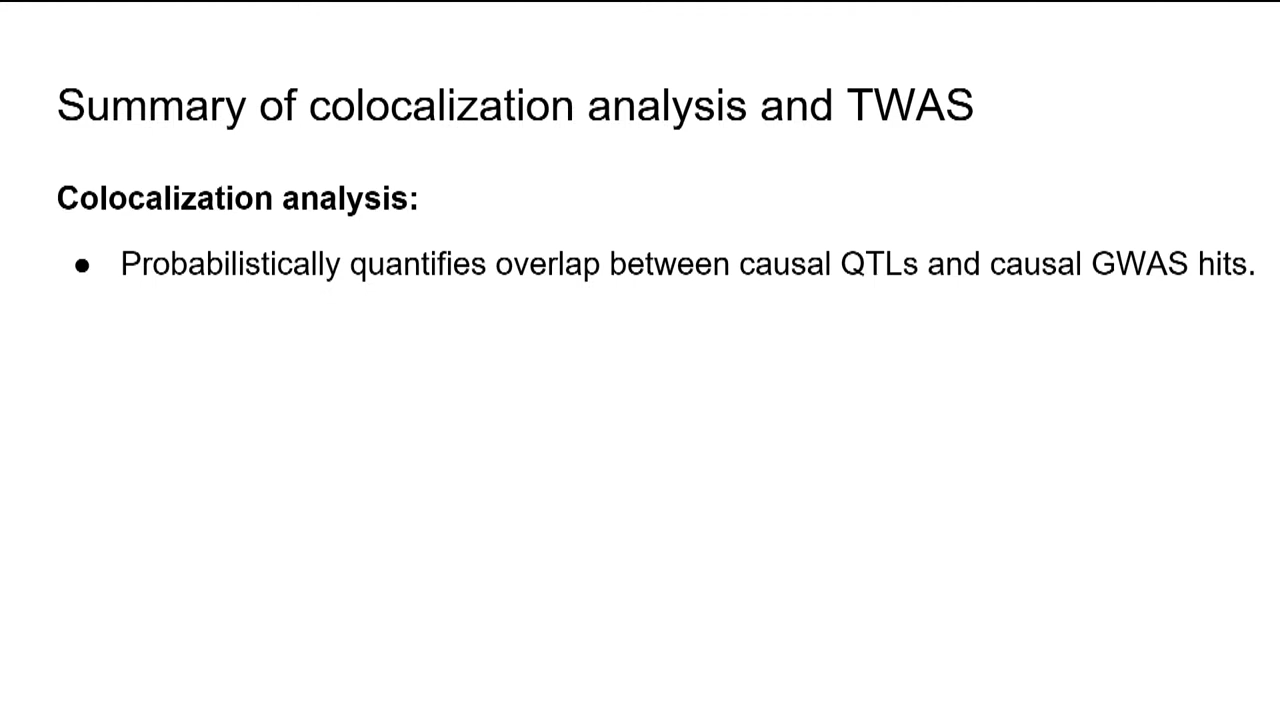 Summary of colocalization analysis and TWAS
Colocalization analysis:
● Probabilistically quantifies overlap between causal QTLs and causal GWAS hits.